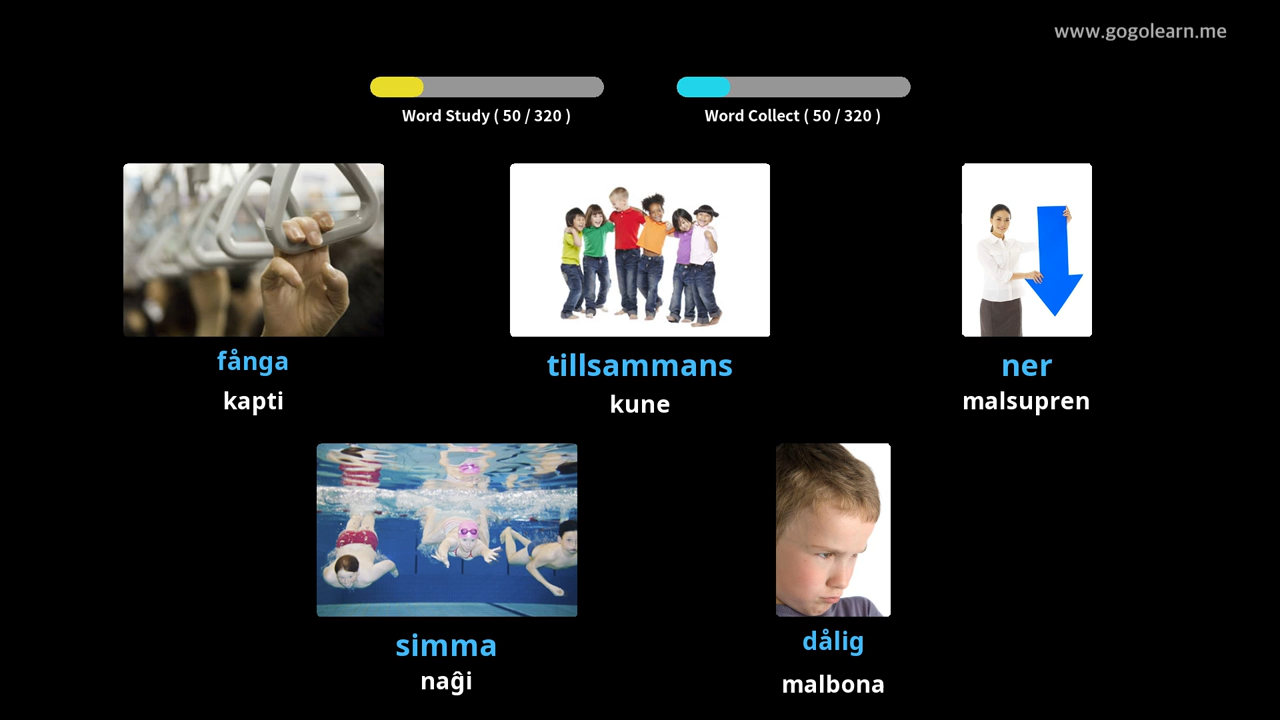 www.gogolearn.me
Word Study ( 50 / 320 )
Word Collect ( 50 / 320 )
fånga
kapti
tillsammans
kune
ner
malsupren
simma
naĝi
dålig
malbona